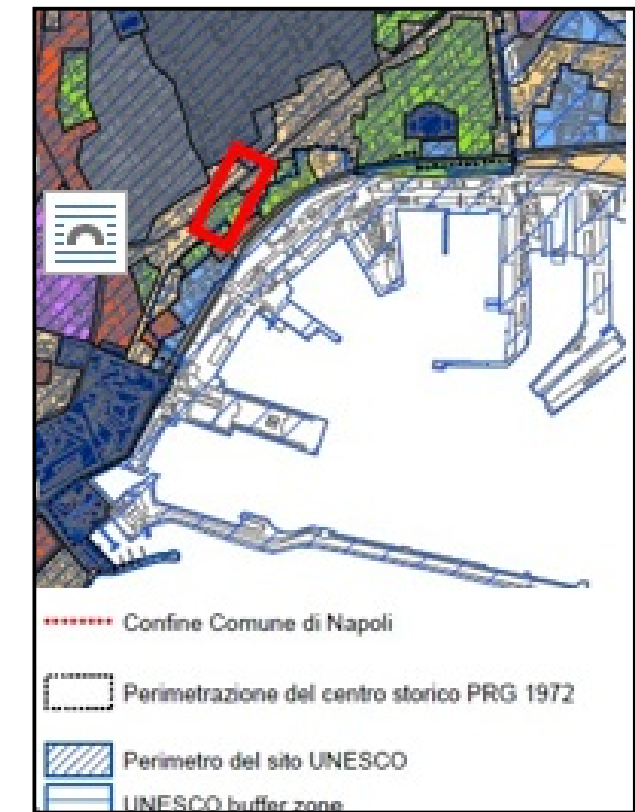 Confine Comune di Napoli
Perimetrazione del centro storico PRG 1972
Perimetro del sito UNESCO
UNESCO buffer zone